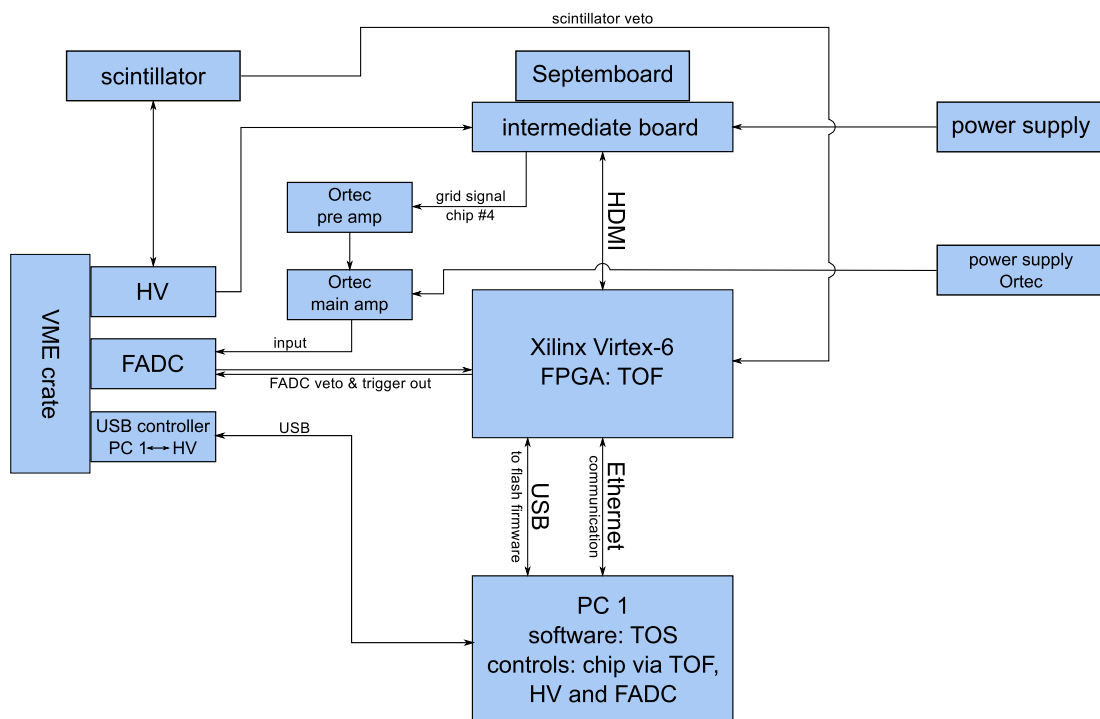 scintillator veto
scintillator
Septemboard
intermediate board
power supply
Ortec
pre amp
grid signal
chip #4
HDMI
VME crate
HV
Ortec
main amp
power supply
Ortec
input
FADC
FADC veto & trigger out
Xilinx Virtex-6
FPGA: TOF
USB controller
PC 1↔HV
USB
USB
to flash firmware
Ethernet
communication
PC 1
software: TOS
controls: chip via TOF,
HV and FADC